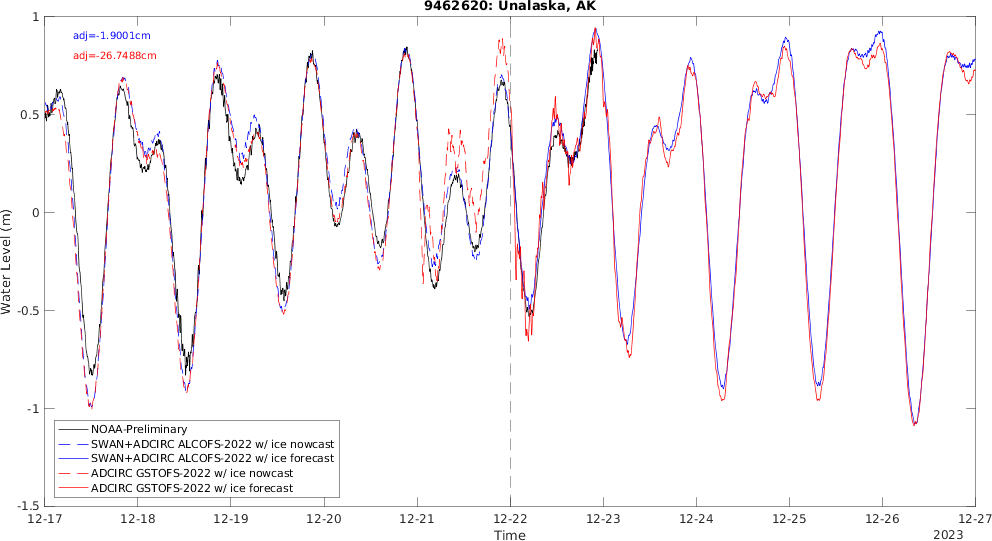 9462620: Unalaska, AK
adj=-1.9001cm
adj=-26.7488cm
1
0.5
0
-0.5
-1
-1.5
Water Level (m)
NOAA-Preliminary
SWAN+ADCIRC ALCOFS-2022 w/ ice nowcast
SWAN+ADCIRC ALCOFS-2022 w/ ice forecast
ADCIRC GSTOFS-2022 w/ ice nowcast
ADCIRC GSTOFS-2022 w/ ice forecast
12-17 12-18 12-19 12-20 12-21 12-22 12-23 12-24 12-25 12-26 12-27
Time
2023